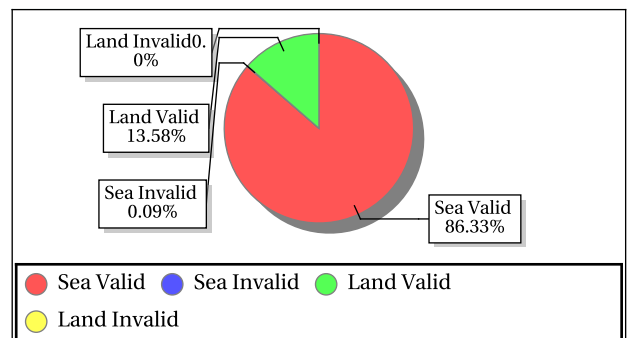 Land Invalid0.
0%
Land Valid
13.58%
Sea Invalid
0.09%
Sea Valid
86.33%
Sea Valid Sea Invalid Land Valid
Land Invalid